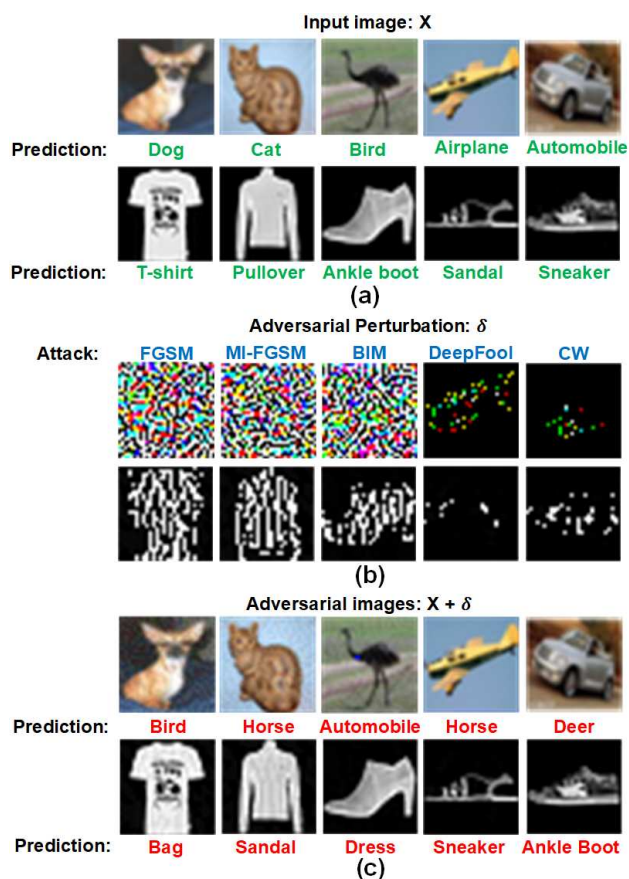 Input image: X
Prediction: Dog Cat Bird Airplane Automobile
Prediction: T-shirt Pullover Ankle boot Sandal Sneaker
(a)
Adversarial Perturbation: δ
Attack: FGSM MI-FGSM BIM DeepFool CW
(b)
Adversarial images: X + δ
Prediction: Bird Horse Automobile Horse Deer
Prediction: Bag Sandal Dress Sneaker Ankle Boot
(c)